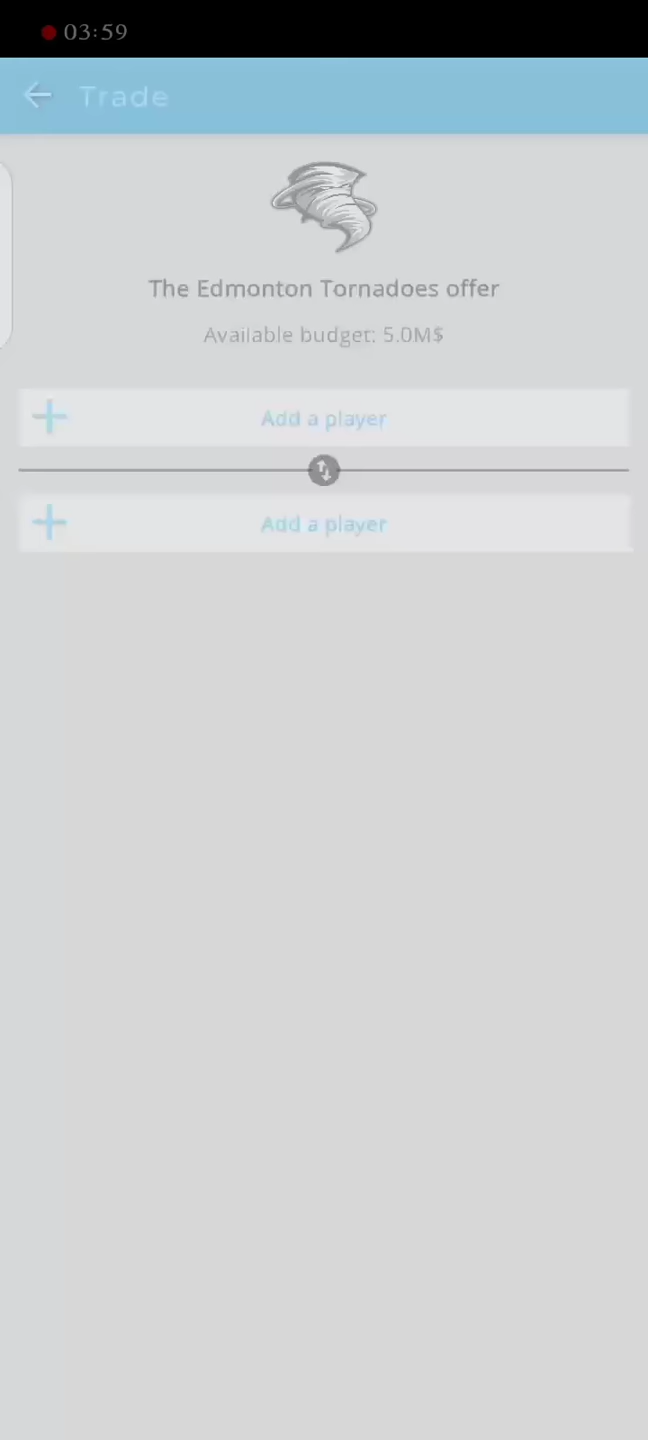 03:59
Trade
The Edmonton Tornadoes offer
Available budget: 5.0M$
Add a player
Add a player